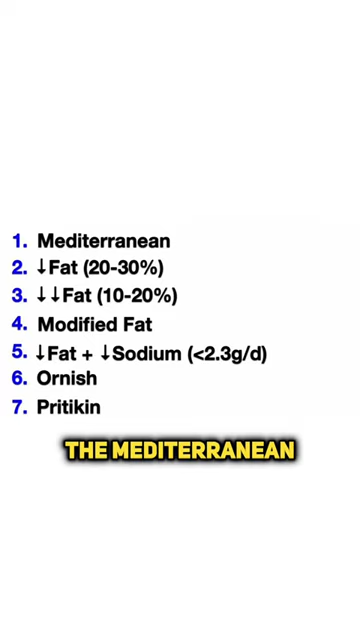 1. Mediterranean
2. ↓Fat (20-30%)
3. ↓↓Fat (10-20%)
4. Modified Fat
5. ↓Fat + ↓Sodium (<2.3g/d)
6. Ornish
7. Pritikin
THE MEDITERRANEAN